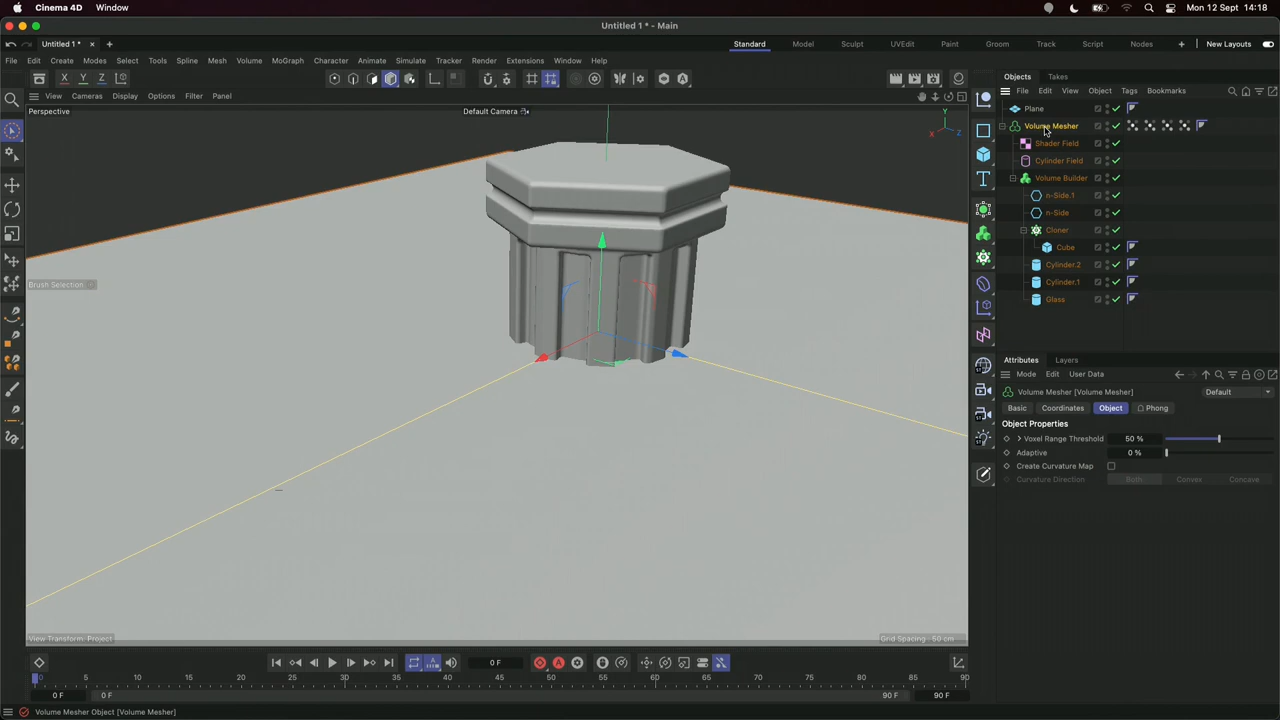 Cinema 4D Window
Mon 12 Sept 14:18
Untitled 1 * - Main
Untitled 1 *
Standard Model Sculpt UVEdit Paint Groom Track Script Nodes New Layouts
File Edit Create Modes Select Tools Spline Mesh Volume MoGraph Character Animate Simulate Tracker Render Extensions Window Help
X Y Z
Objects Takes
View Cameras Display Options Filter Panel
File Edit View Object Tags Bookmarks
Perspective
Default Camera
Y
X Z
Plane
Volume Mesher
Shader Field
Cylinder Field
Volume Builder
n-Side.1
n-Side
Cloner
Cube
Cylinder.2
Cylinder.1
Glass
Brush Selection
Attributes Layers
Mode Edit User Data
Volume Mesher [Volume Mesher]
Default
Basic Coordinates Object Phong
Object Properties
Voxel Range Threshold 50 %
Adaptive 0 %
Create Curvature Map
Curvature Direction Both Convex Concave
View Transform: Project
Grid Spacing : 50 cm
0 F
0 5 10 15 20 25 30 35 40 45 50 55 60 65 70 75 80 85 90
0 F 0 F 90 F 90 F
Volume Mesher Object [Volume Mesher]